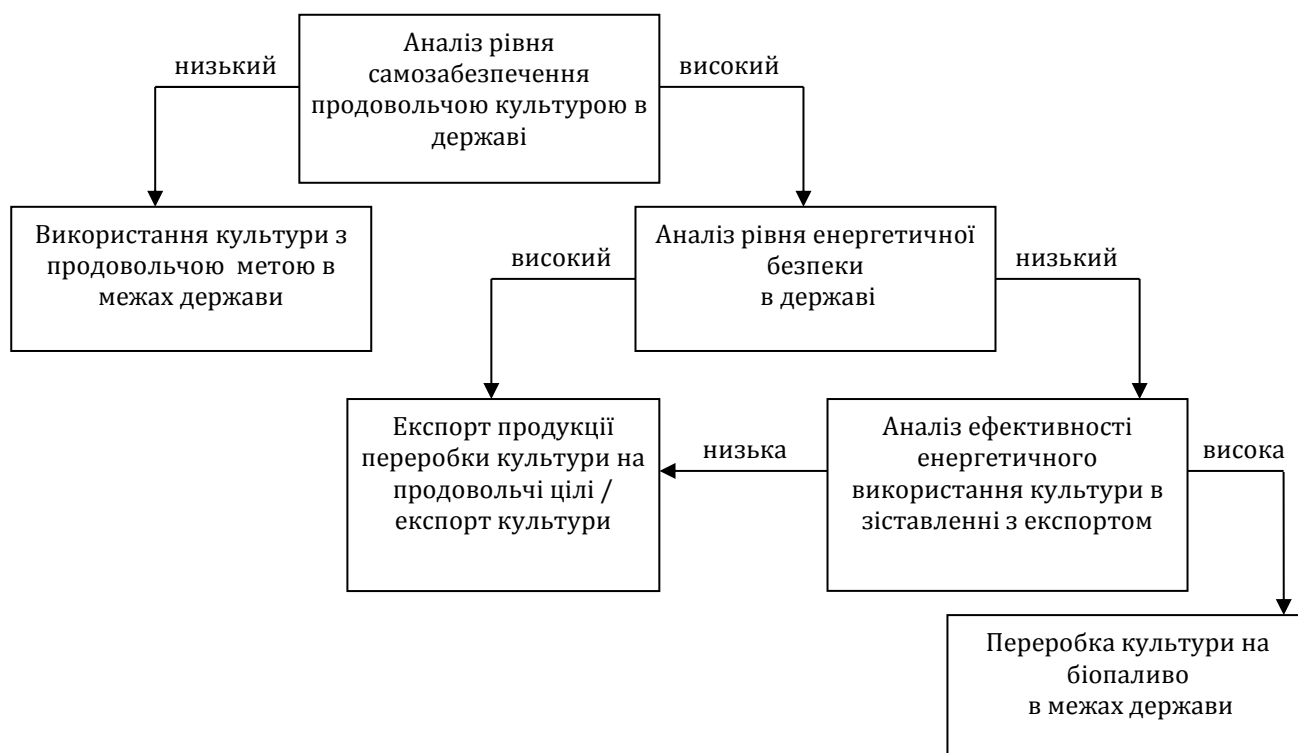 Аналіз рівня
самозабезпечення
продовольчою культурою в
державі
низький
високий
Використання культури з
продовольчою метою в
межах держави
Аналіз рівня енергетичної
безпеки
в державі
високий
низький
Експорт продукції
переробки культури на
продовольчі цілі /
експорт культури
низька
Аналіз ефективності
енергетичного
використання культури в
зіставленні з експортом
висока
Переробка культури на
біопаливо
в межах держави